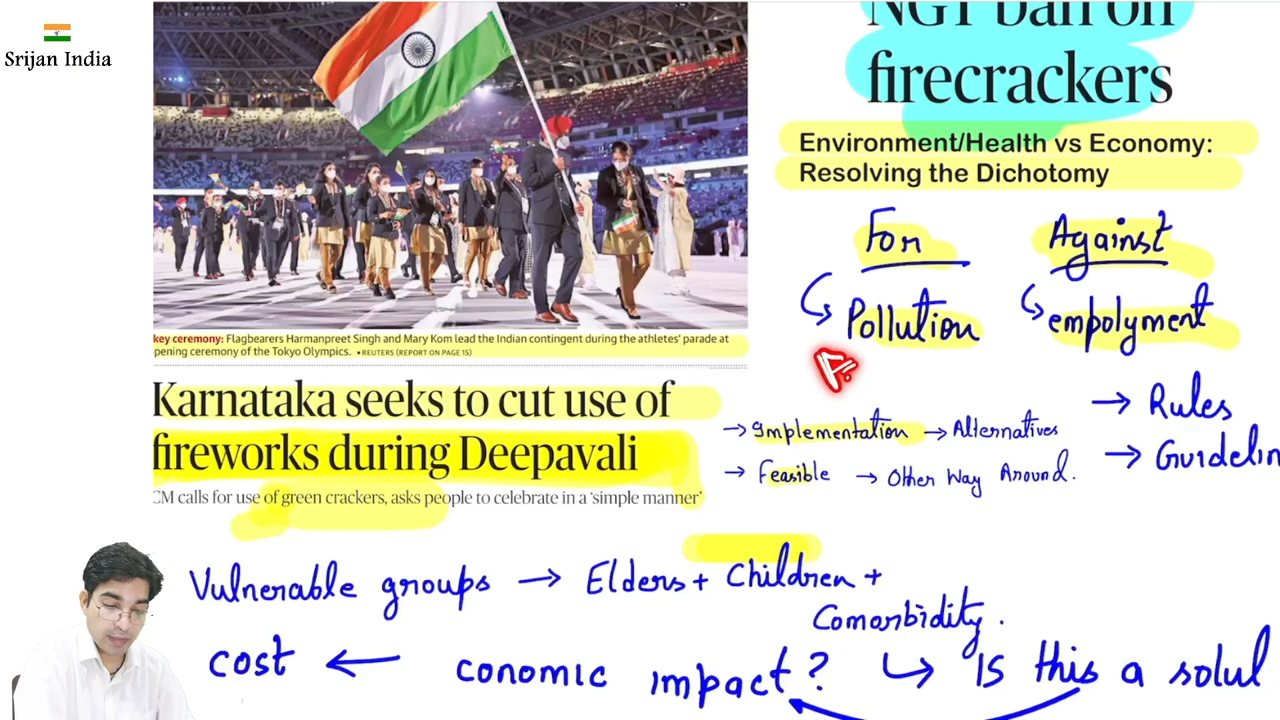 Srijan India
NGT ban on
firecrackers
Environment/Health vs Economy:
Resolving the Dichotomy
For
Against
Pollution
empolyment
key ceremony: Flagbearers Harmanpreet Singh and Mary Kom lead the Indian contingent during the athletes' parade at
pening ceremony of the Tokyo Olympics. • REUTERS (REPORT ON PAGE 15)
Karnataka seeks to cut use of
fireworks during Deepavali
CM calls for use of green crackers, asks people to celebrate in a 'simple manner'
→ Implementation → Alternatives
→ Feasible → Other Way Around.
→ Rules
→ Guidelin
Vulnerable groups → Elders + Children +
Comorbidity.
cost ← conomic impact? ↳ Is this a solut